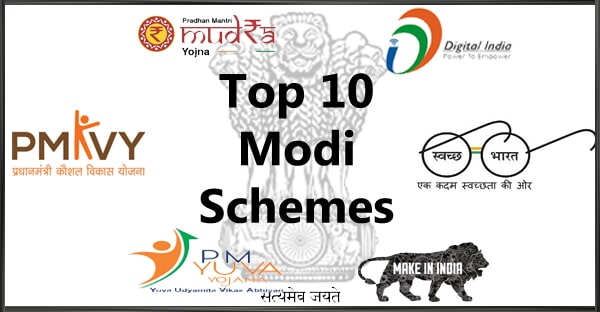 Pradhan Mantri
mudRa
Yojna
Digital India
Power To Empower
Top 10
Modi
Schemes
PMKVY
प्रधानमंत्री कौशल विकास योजना
स्वच्छ भारत
एक कदम स्वच्छता की ओर
PM
YUVA
YOJANA
Yuva Udyamita Vikas Abhiyan
MAKE IN INDIA
सत्यमेव जयते